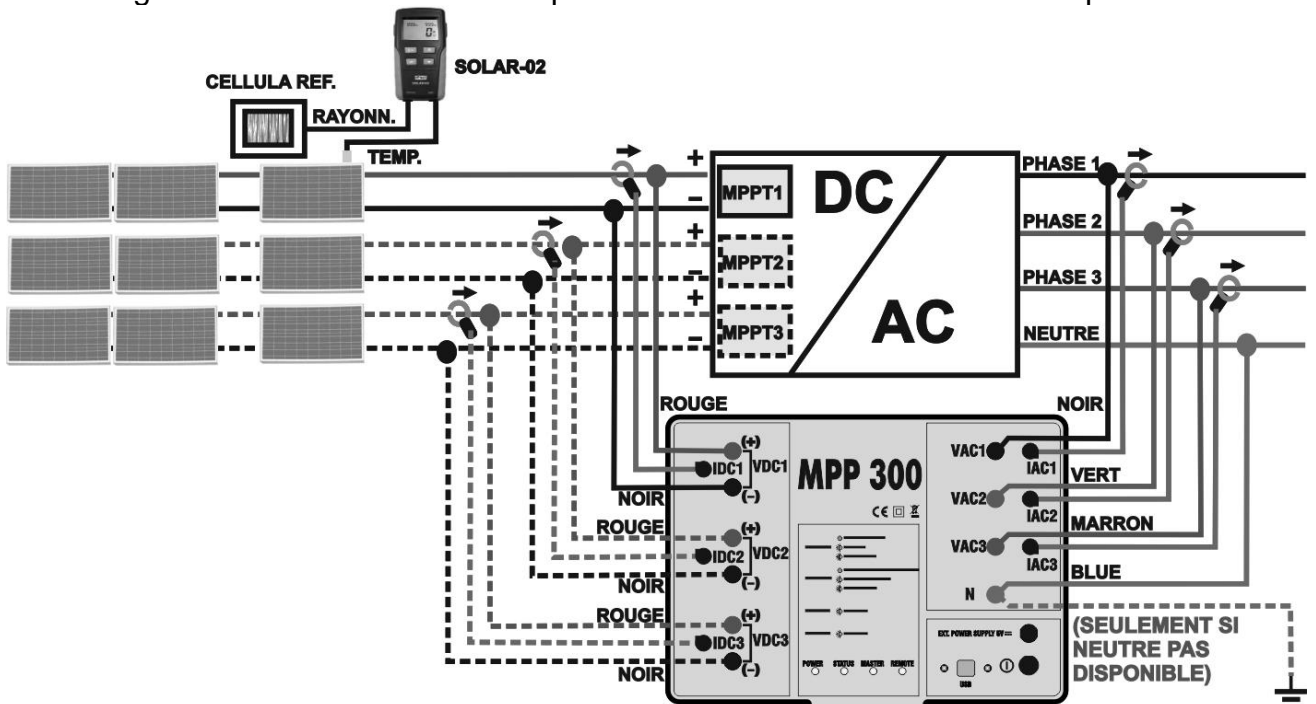 SOLAR-02
CELLULA REF.
RAYONN.
TEMP.
+
−
+
−
+
−
MPPT1
MPPT2
MPPT3
DC
AC
PHASE 1
PHASE 2
PHASE 3
NEUTRE
ROUGE
NOIR
ROUGE
NOIR
ROUGE
NOIR
(+)
IDC1 VDC1
(-)
(+)
IDC2 VDC2
(-)
(+)
IDC3 VDC3
(-)
MPP 300
CE
POWER STATUS MASTER REMOTE
NOIR
VAC1 IAC1
VERT
VAC2 IAC2
MARRON
VAC3 IAC3
BLUE
N
EXT. POWER SUPPLY 5V
USB
(SEULEMENT SI
NEUTRE PAS
DISPONIBLE)